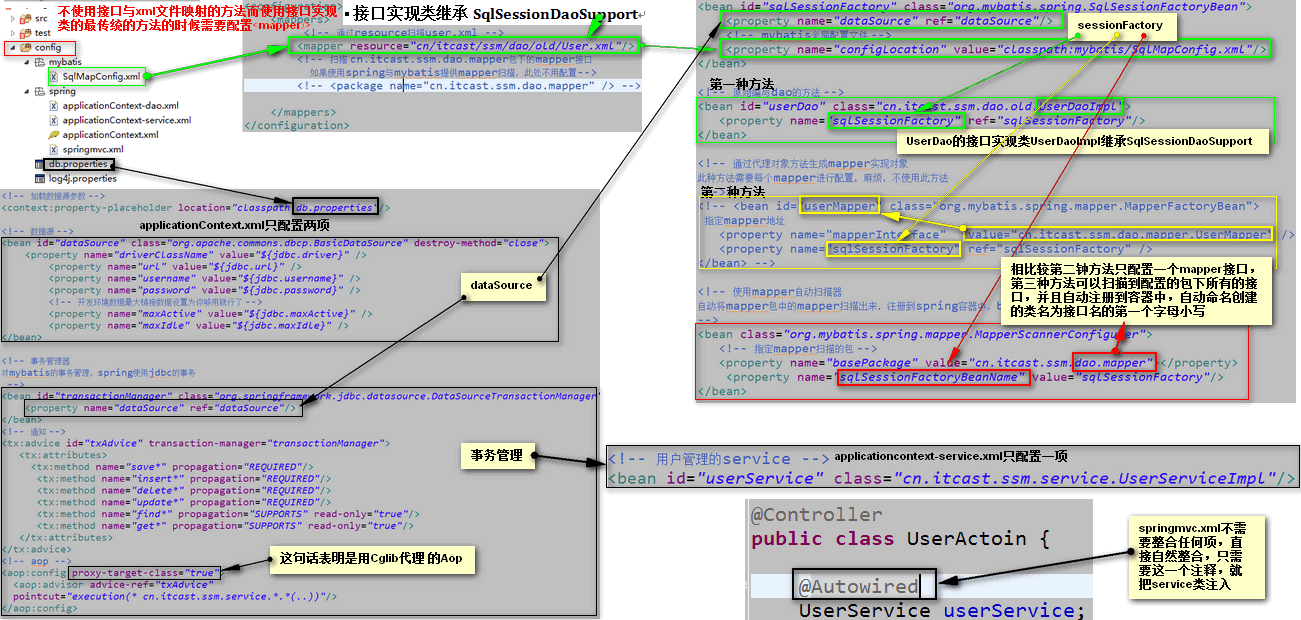 src
test
config
mybatis
SqlMapConfig.xml
spring
applicationContext-dao.xml
applicationContext-service.xml
applicationContext.xml
springmvc.xml
db.properties
log4j.properties
不使用接口与xml文件映射的方法而使用接口实现
类的最传统的方法的时候需要配置<mapper/>
▪ 接口实现类继承 SqlSessionDaoSupport
<mappers>
<!-- 通过resource扫描user.xml -->
<mapper resource="cn/itcast/ssm/dao/old/User.xml"/>
<!-- 扫描cn.itcast.ssm.dao.mapper包下的mapper接口
如果使用spring与mybatis提供mapper扫描，此处不用配置-->
<!-- <package name="cn.itcast.ssm.dao.mapper" /> -->
</mappers>
</configuration>
<!-- 加载数据源参数 -->
<context:property-placeholder location="classpath:db.properties"/>
applicationContext.xml只配置两项
<!-- 数据源 -->
<bean id="dataSource" class="org.apache.commons.dbcp.BasicDataSource" destroy-method="close">
<property name="driverClassName" value="${jdbc.driver}" />
<property name="url" value="${jdbc.url}" />
<property name="username" value="${jdbc.username}" />
<property name="password" value="${jdbc.password}" />
<!-- 开发环境数据最大链接数据设置为你够用就行了 -->
<property name="maxActive" value="${jdbc.maxActive}" />
<property name="maxIdle" value="${jdbc.maxIdle}" />
</bean>
dataSource
<!-- 事务管理器
对mybatis的事务管理，spring使用jdbc的事务
-->
<bean id="transactionManager" class="org.springframework.jdbc.datasource.DataSourceTransactionManager"
<property name="dataSource" ref="dataSource"/>
</bean>
<!-- 通知 -->
<tx:advice id="txAdvice" transaction-manager="transactionManager">
<tx:attributes>
<tx:method name="save*" propagation="REQUIRED"/>
<tx:method name="insert*" propagation="REQUIRED"/>
<tx:method name="delete*" propagation="REQUIRED"/>
<tx:method name="update*" propagation="REQUIRED"/>
<tx:method name="find*" propagation="SUPPORTS" read-only="true"/>
<tx:method name="get*" propagation="SUPPORTS" read-only="true"/>
</tx:attributes>
</tx:advice>
<!-- aop -->
<aop:config proxy-target-class="true">
<aop:advisor advice-ref="txAdvice"
pointcut="execution(* cn.itcast.ssm.service.*.*(..))"/>
</aop:config>
事务管理
这句话表明是用Cglib代理 的Aop
<bean id="sqlSessionFactory" class="org.mybatis.spring.SqlSessionFactoryBean">
<property name="dataSource" ref="dataSource"/>
<!-- mybatis全局配置文件 -->
<property name="configLocation" value="classpath:mybatis/SqlMapConfig.xml"/>
</bean>
sessionFactory
第一种方法
<!-- 原始编写dao的方法 -->
<bean id="userDao" class="cn.itcast.ssm.dao.old.UserDaoImpl">
<property name="sqlSessionFactory" ref="sqlSessionFactory"/>
</bean>
UserDao的接口实现类UserDaoImpl继承SqlSessionDaoSupport
<!-- 通过代理对象方法生成mapper实现对象
此种方法需要每个mapper进行配置，麻烦，不使用此方法
第二种方法
<!-- <bean id="userMapper" class="org.mybatis.spring.mapper.MapperFactoryBean">
指定mapper地址
<property name="mapperInterface" value="cn.itcast.ssm.dao.mapper.UserMapper" />
<property name="sqlSessionFactory" ref="sqlSessionFactory" />
</bean> -->
相比较第二钟方法只配置一个mapper接口，
第三种方法可以扫描到配置的包下所有的接
口，并且自动注册到容器中，自动命名创建
的类名为接口名的第一个字母小写
<!-- 使用mapper自动扫描器
自动将mapper包中的mapper扫描出来，注册到spring容器中，b
-->
<bean class="org.mybatis.spring.mapper.MapperScannerConfigurer">
<!-- 指定mapper扫描的包 -->
<property name="basePackage" value="cn.itcast.ssm.dao.mapper"></property>
<property name="sqlSessionFactoryBeanName" value="sqlSessionFactory"/>
</bean>
<!-- 用户管理的service --> applicationcontext-service.xml只配置一项
<bean id="userService" class="cn.itcast.ssm.service.UserServiceImpl"/>
@Controller
public class UserActoin {
@Autowired
UserService userService;
springmvc.xml不需
要整合任何项，直
接自然整合，只需
要这一个注释，就
把service类注入